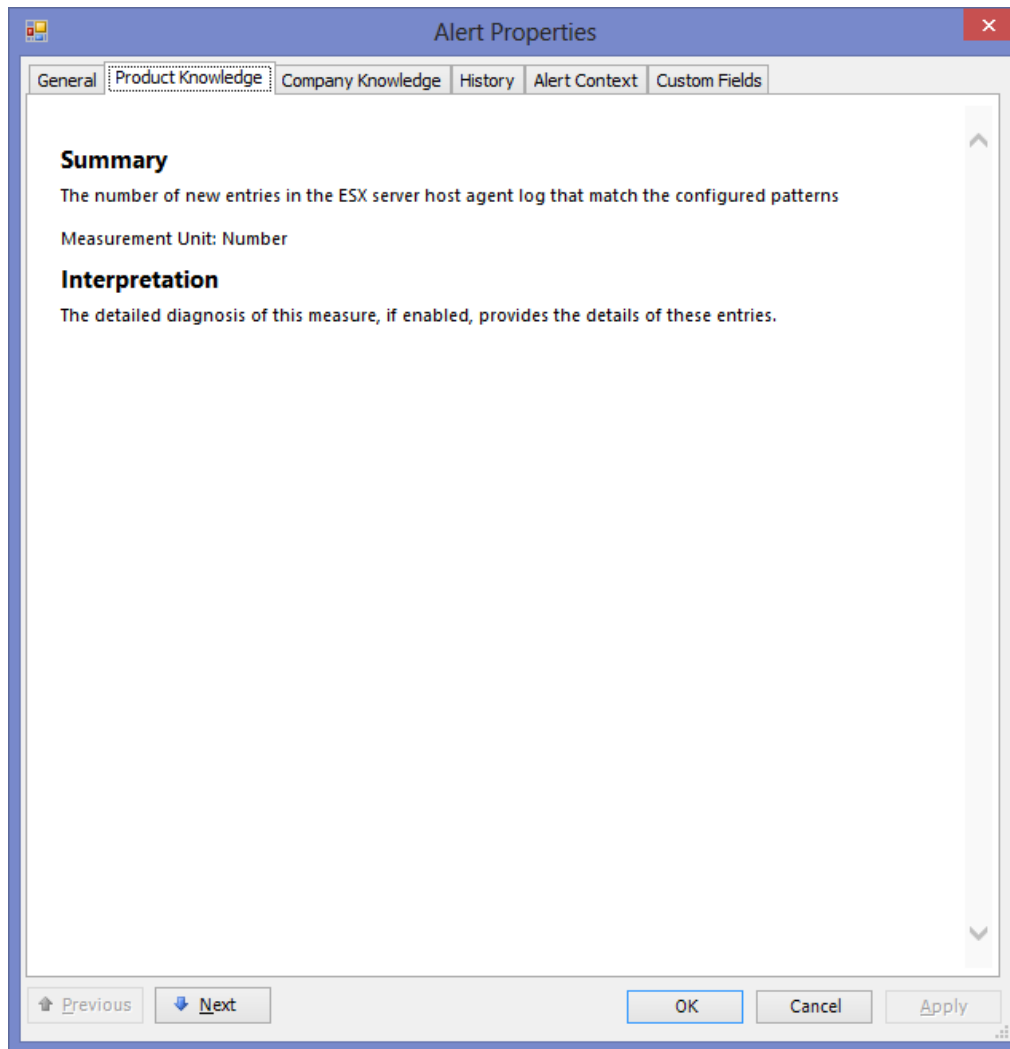 Alert Properties
General Product Knowledge Company Knowledge History Alert Context Custom Fields
Summary
The number of new entries in the ESX server host agent log that match the configured patterns
Measurement Unit: Number
Interpretation
The detailed diagnosis of this measure, if enabled, provides the details of these entries.
Previous Next OK Cancel Apply